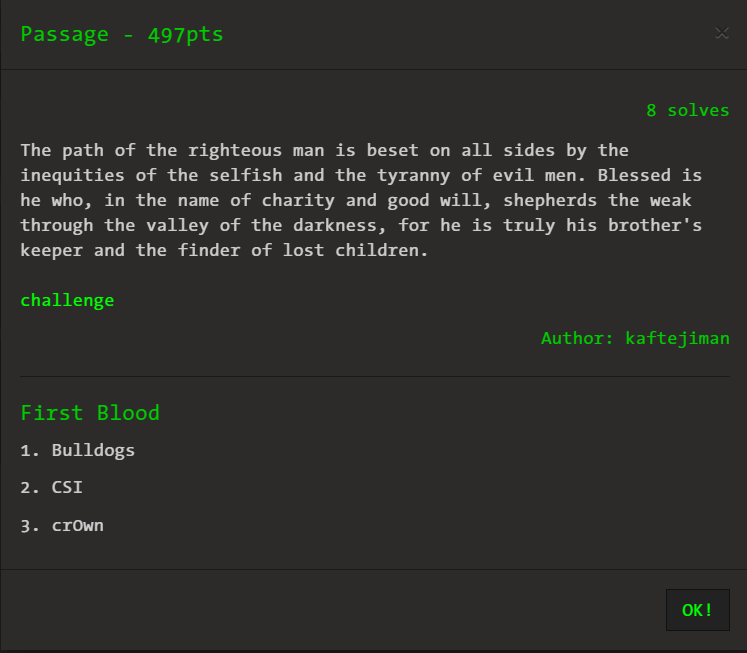 Passage - 497pts
×
8 solves
The path of the righteous man is beset on all sides by the
inequities of the selfish and the tyranny of evil men. Blessed is
he who, in the name of charity and good will, shepherds the weak
through the valley of the darkness, for he is truly his brother's
keeper and the finder of lost children.
challenge
Author: kaftejiman
First Blood
1. Bulldogs
2. CSI
3. crOwn
OK!